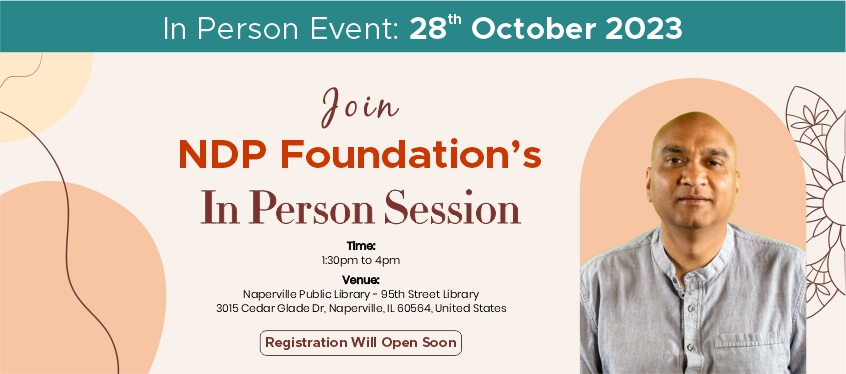 In Person Event: 28th October 2023
Join
NDP Foundation's
In Person Session
Time:
1:30pm to 4pm
Venue:
Naperville Public Library - 95th Street Library
3015 Cedar Glade Dr, Naperville, IL 60564, United States
Registration Will Open Soon